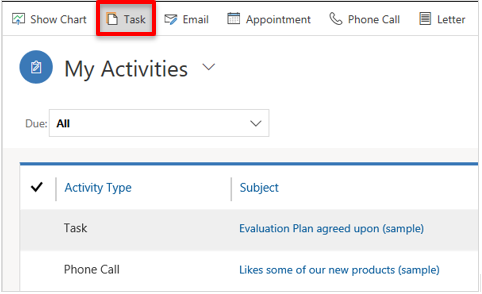 Show Chart Task Email Appointment Phone Call Letter
My Activities
Due: All
Activity Type Subject
Task Evaluation Plan agreed upon (sample)
Phone Call Likes some of our new products (sample)